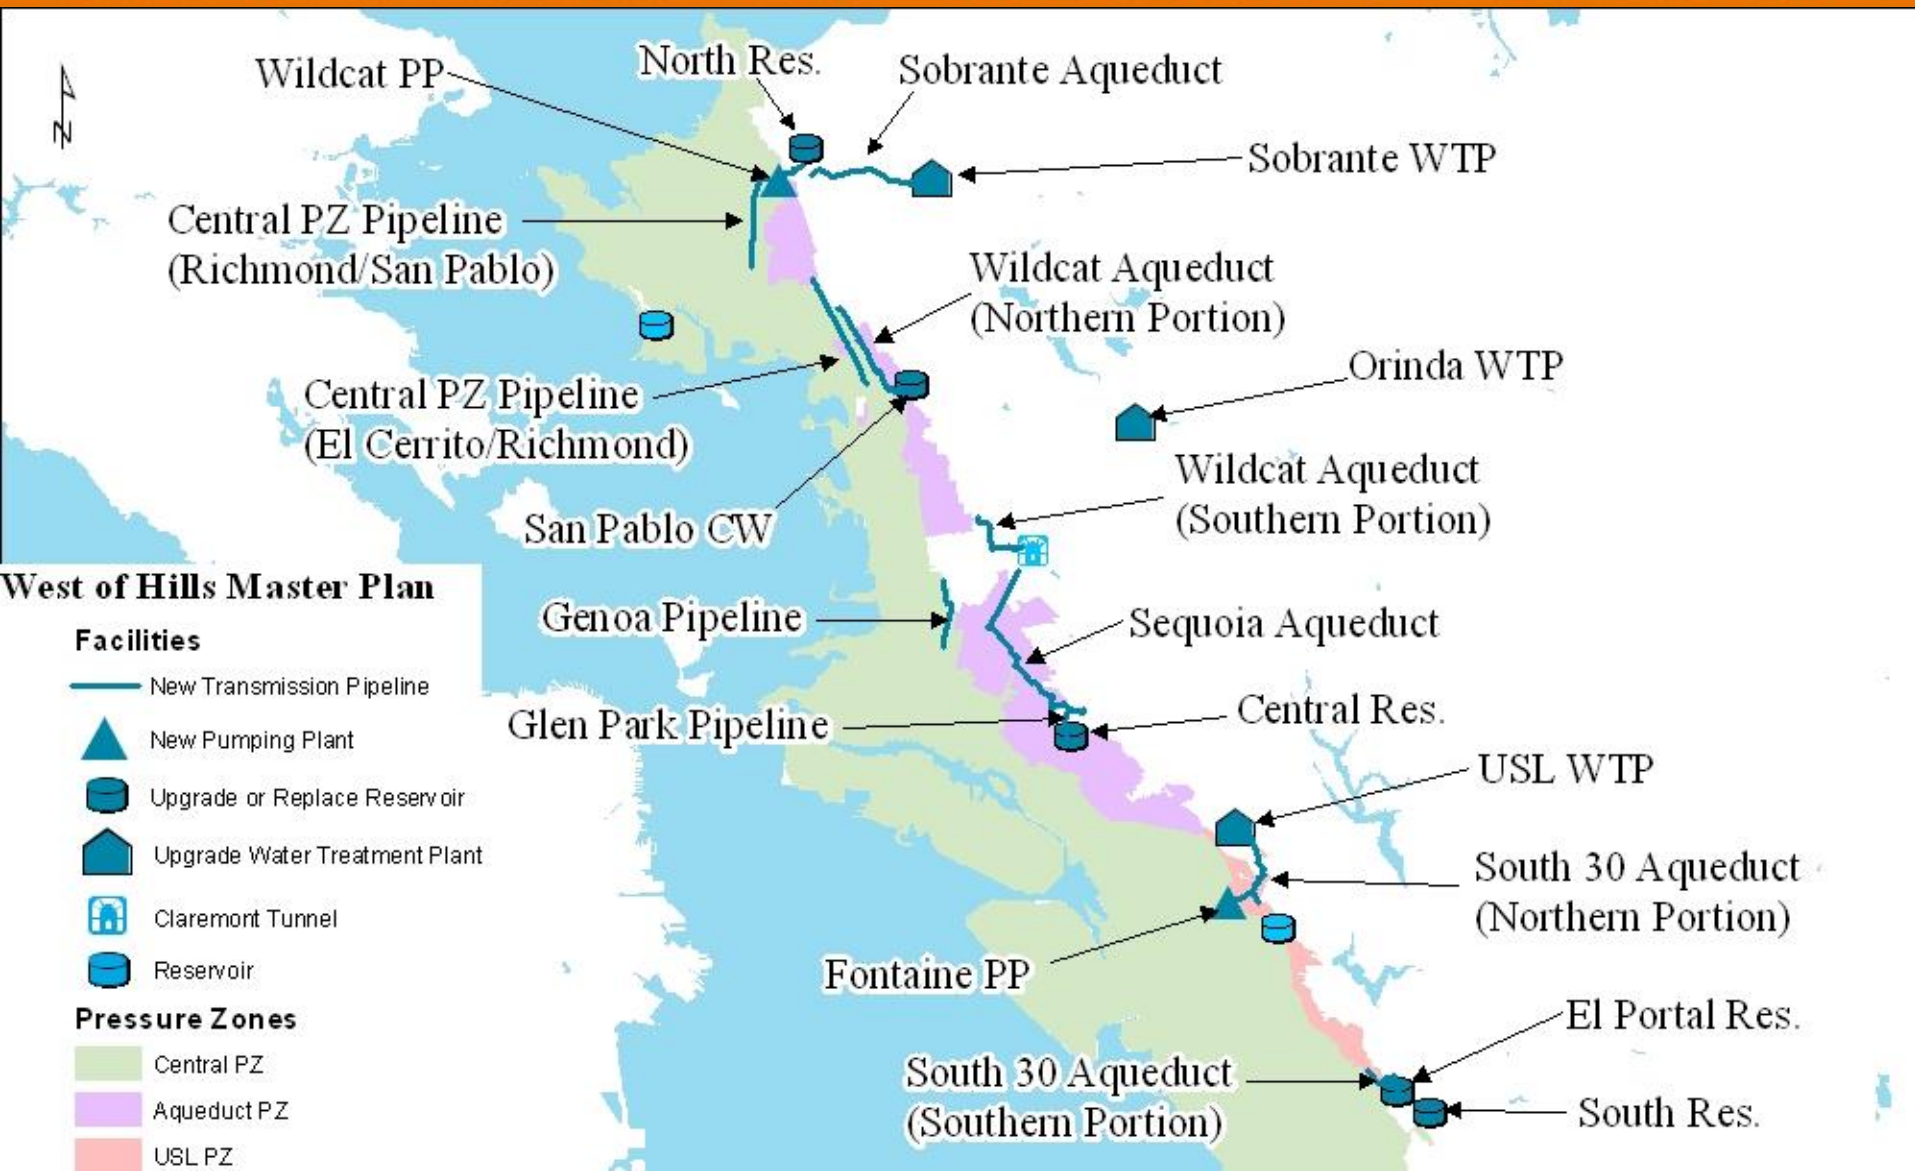 N
Wildcat PP
North Res.
Sobrante Aqueduct
Sobrante WTP
Central PZ Pipeline
(Richmond/San Pablo)
Wildcat Aqueduct
(Northern Portion)
Orinda WTP
Central PZ Pipeline
(El Cerrito/Richmond)
Wildcat Aqueduct
(Southern Portion)
San Pablo CW
Genoa Pipeline
Sequoia Aqueduct
Glen Park Pipeline
Central Res.
USL WTP
South 30 Aqueduct
(Northern Portion)
Fontaine PP
El Portal Res.
South 30 Aqueduct
(Southern Portion)
South Res.
West of Hills Master Plan
Facilities
New Transmission Pipeline
New Pumping Plant
Upgrade or Replace Reservoir
Upgrade Water Treatment Plant
Claremont Tunnel
Reservoir
Pressure Zones
Central PZ
Aqueduct PZ
USL PZ